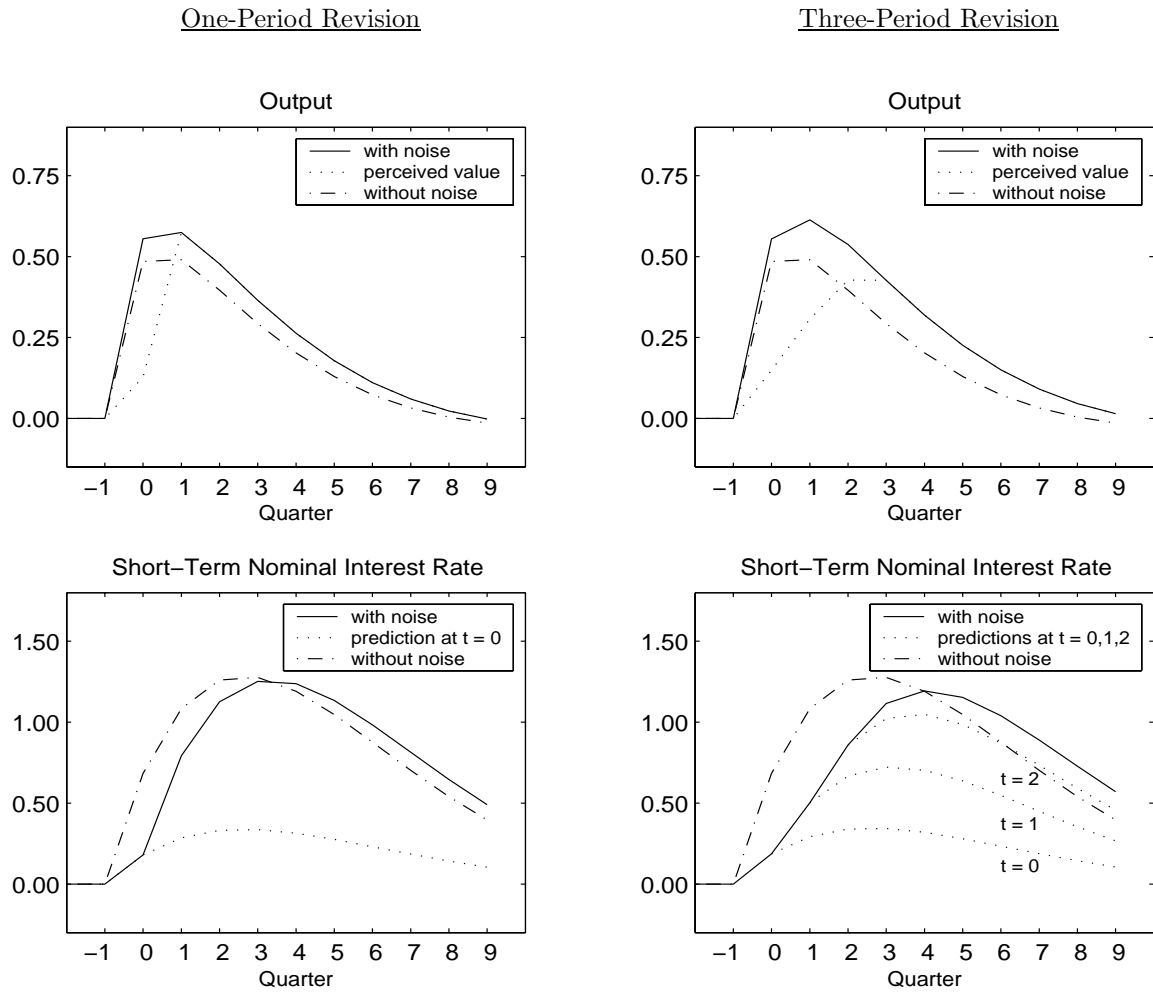 One-Period Revision
Three-Period Revision
Output
with noise
perceived value
without noise
0.75
0.50
0.25
0.00
−1 0 1 2 3 4 5 6 7 8 9
Quarter
Output
with noise
perceived value
without noise
0.75
0.50
0.25
0.00
−1 0 1 2 3 4 5 6 7 8 9
Quarter
Short−Term Nominal Interest Rate
with noise
prediction at t = 0
without noise
1.50
1.00
0.50
0.00
−1 0 1 2 3 4 5 6 7 8 9
Quarter
Short−Term Nominal Interest Rate
with noise
predictions at t = 0,1,2
without noise
1.50
1.00
0.50
0.00
t = 2
t = 1
t = 0
−1 0 1 2 3 4 5 6 7 8 9
Quarter